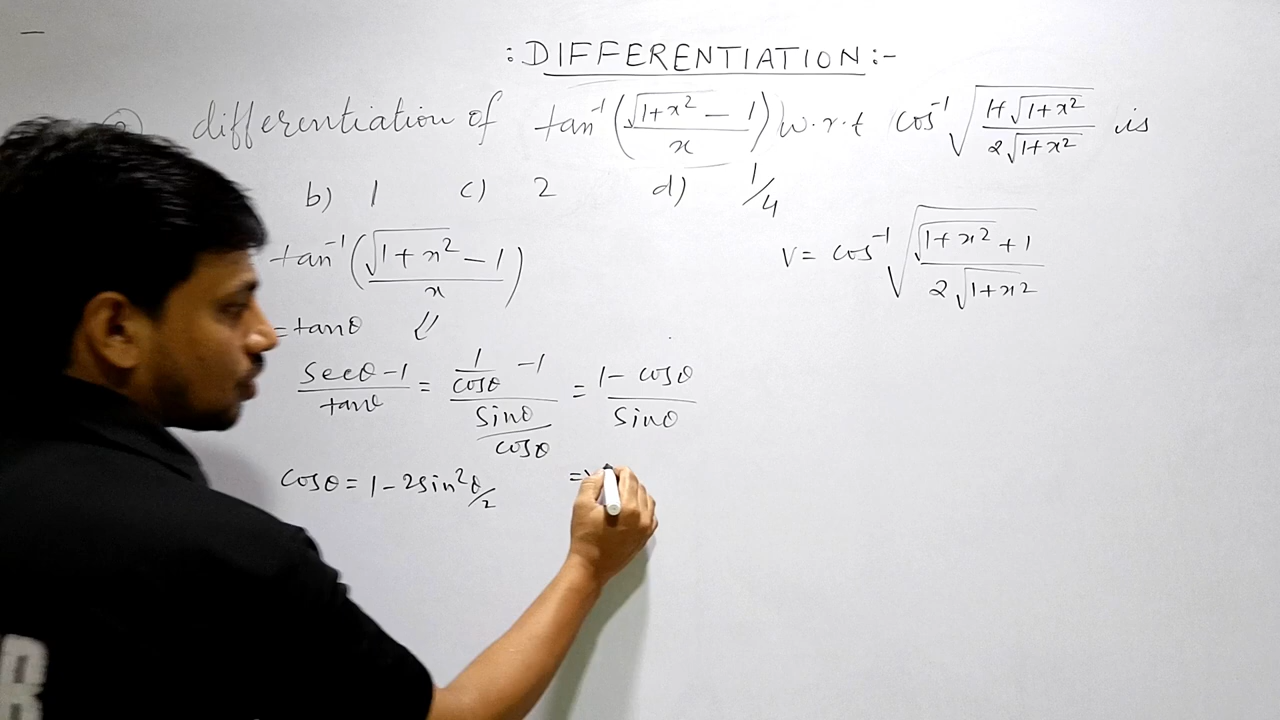 : DIFFERENTIATION :-
differentiation of tan⁻¹ (√(1+x²) - 1 / x) w.r.t cos⁻¹ √(1+√(1+x²) / 2√(1+x²)) is
b) 1 c) 2 d) 1/4
tan⁻¹ (√(1+x²) - 1 / x) v = cos⁻¹ √(√(1+x²) + 1 / 2√(1+x²))
= tanθ
secθ - 1 / tanθ = (1/cosθ - 1) / (sinθ/cosθ) = 1 - cosθ / sinθ
cosθ = 1 - 2sin²θ/2 =